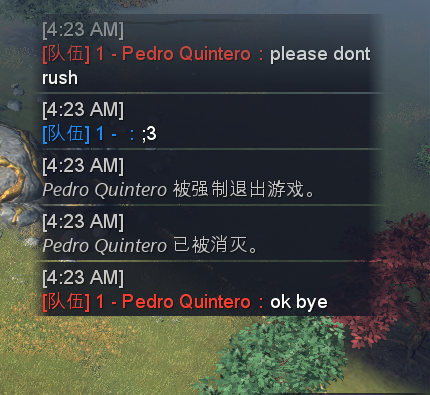 [4:23 AM]
[队伍] 1 - Pedro Quintero : please dont
rush
[4:23 AM]
[队伍] 1 - : ;3
[4:23 AM]
Pedro Quintero 被强制退出游戏。
[4:23 AM]
Pedro Quintero 已被消灭。
[4:23 AM]
[队伍] 1 - Pedro Quintero : ok bye